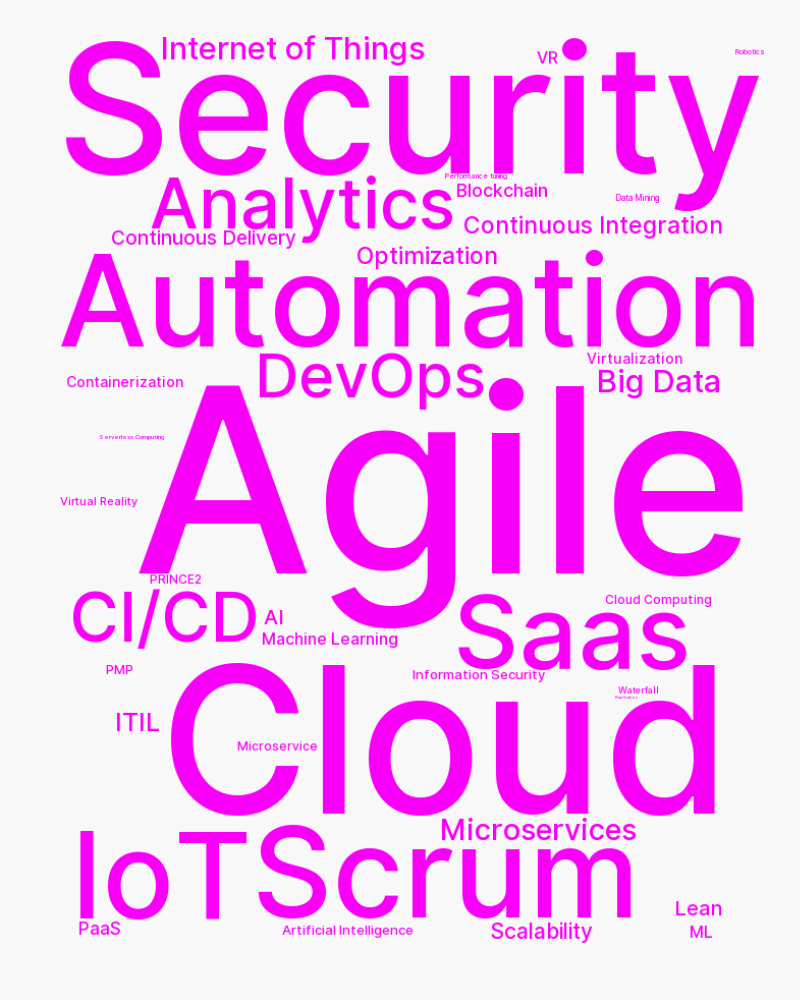 Internet of Things
VR
Robotics
Security
Performance tuning
Analytics
Blockchain
Data Mining
Continuous Integration
Continuous Delivery
Optimization
Automation
DevOps
Virtualization
Containerization
Big Data
Agile
Serverless Computing
Virtual Reality
PRINCE2
CI/CD
AI
Saas
Cloud Computing
Machine Learning
PMP
Information Security
Cloud
Waterfall
ITIL
Microservice
Microservices
IoT
Scrum
Lean
PaaS
Artificial Intelligence
Scalability
ML